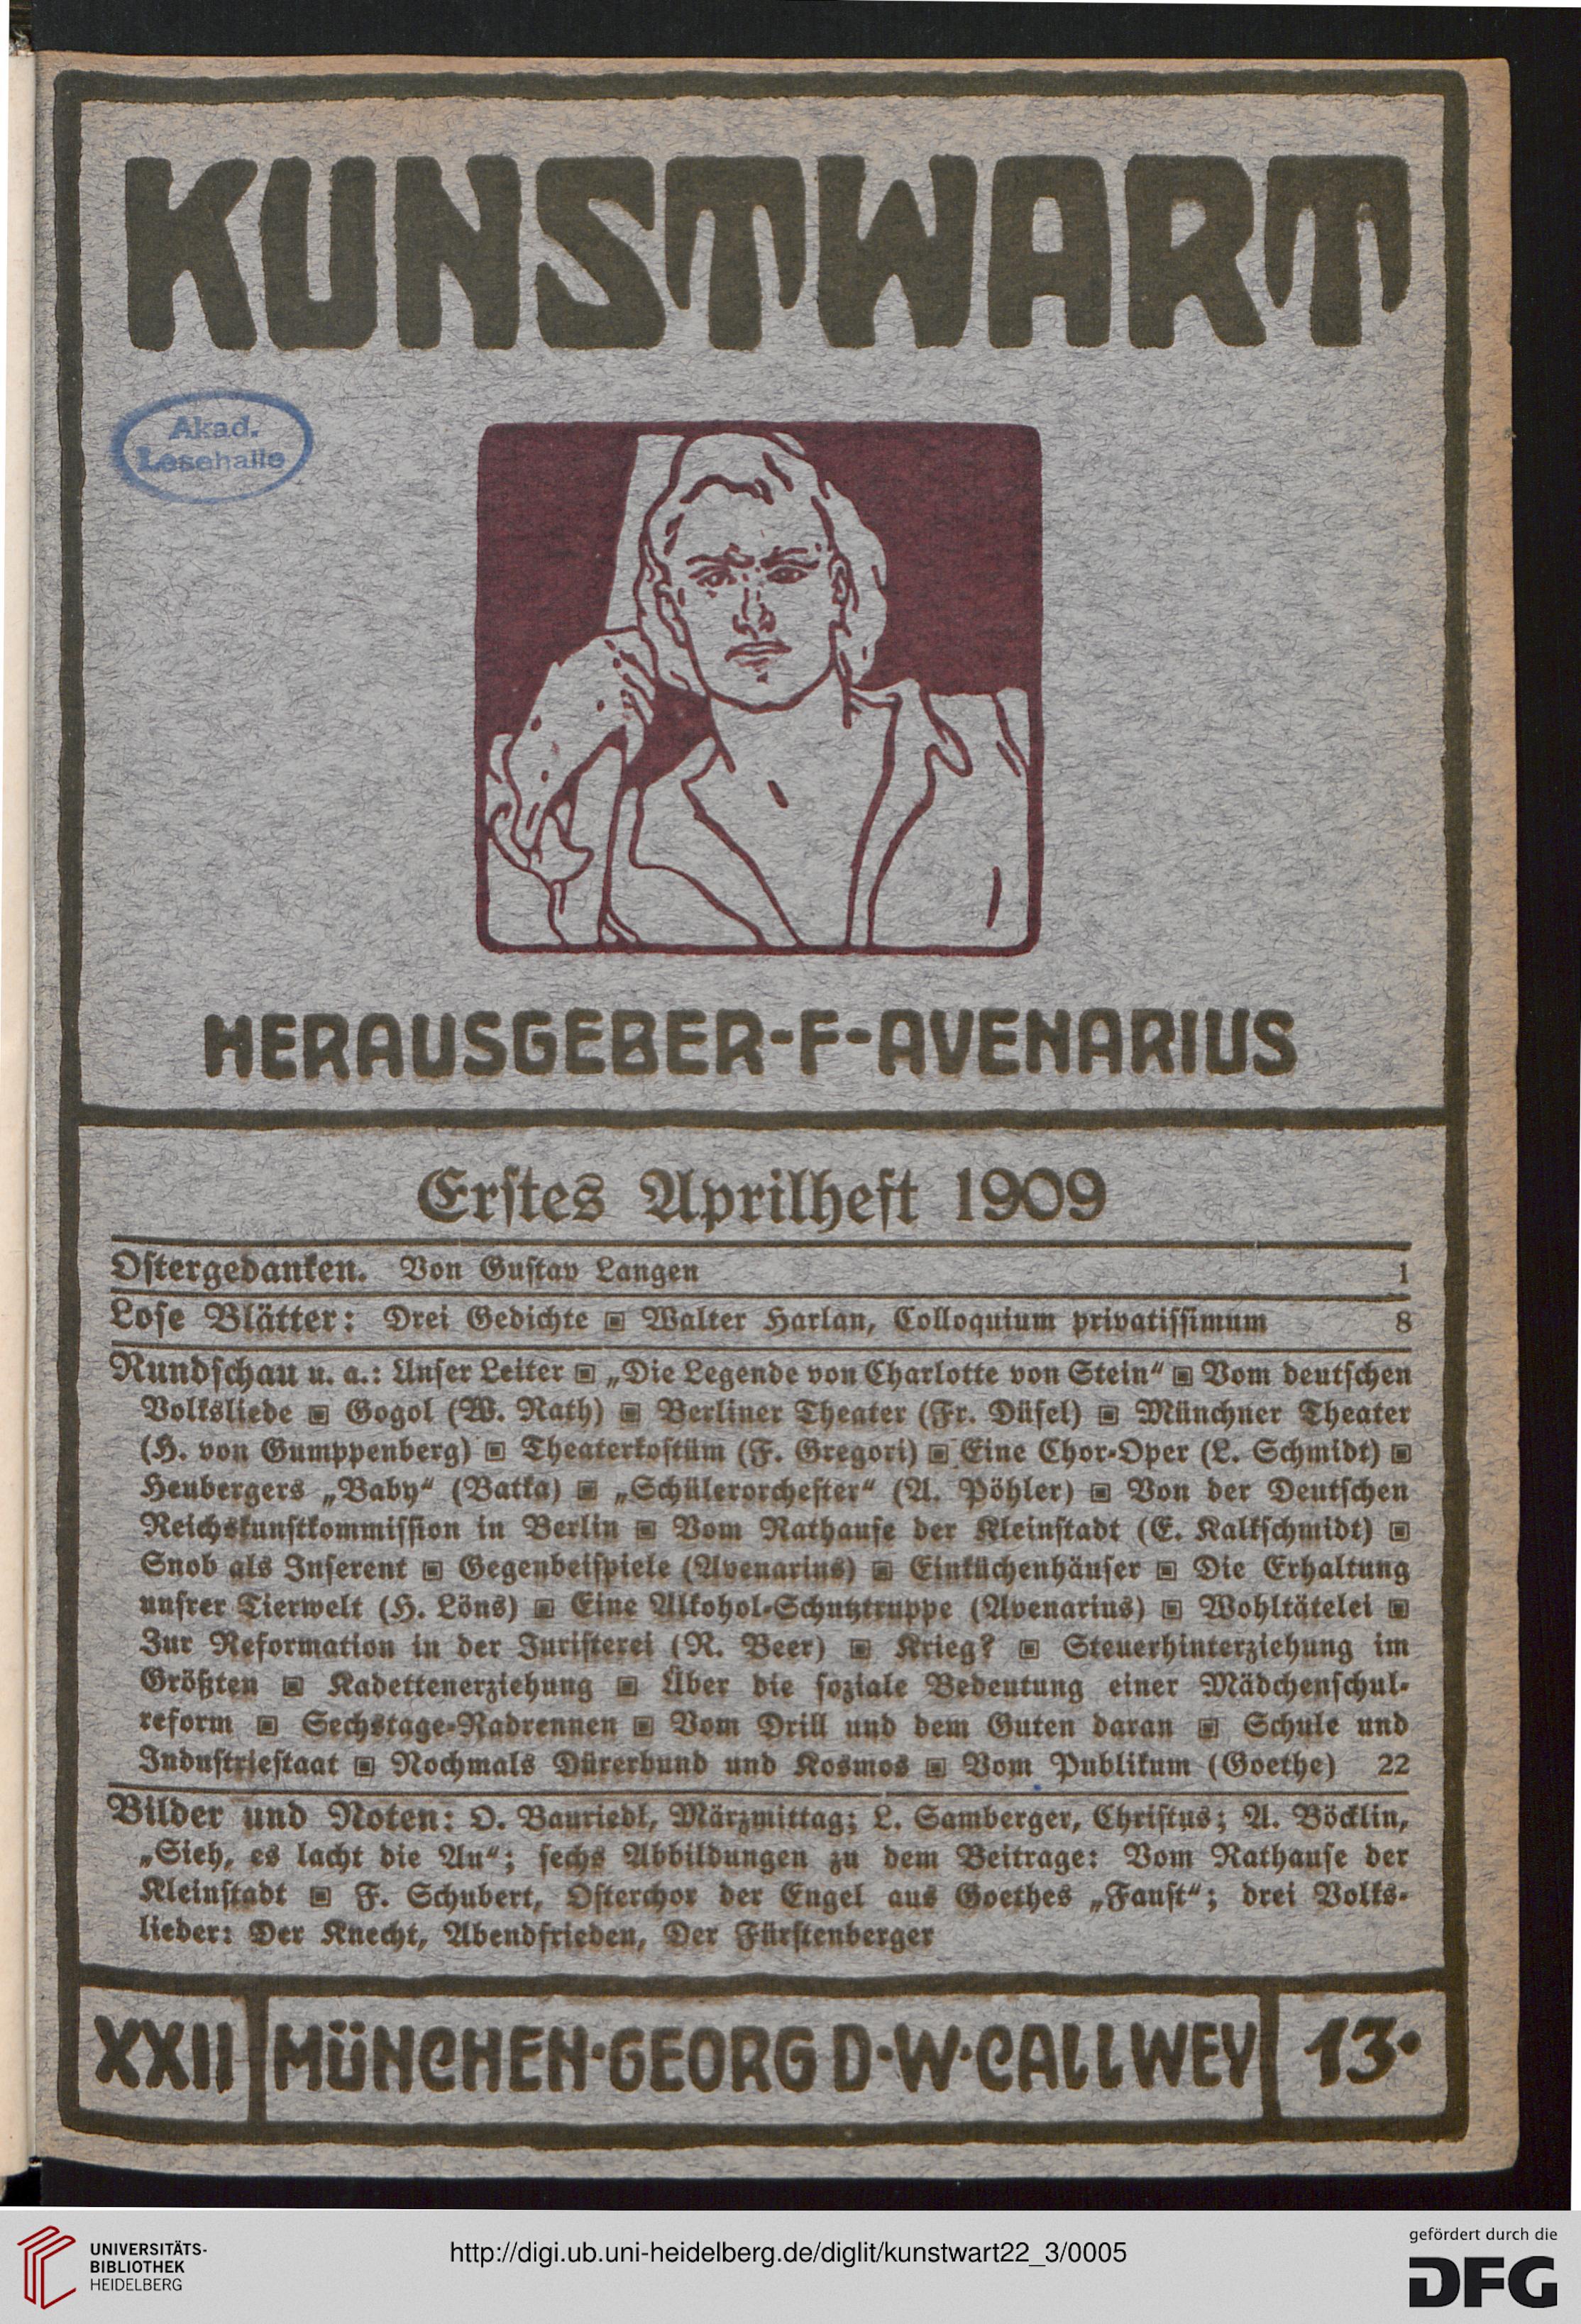 KUNSTWART
Akad.
Lesehalle
HERAUSGEBER-F-AVENARIUS
Erstes Aprilheft 1909
Ostergedanken. Von Gustav Langen 1
Lose Blätter: Drei Gedichte ▣ Walter Harlan, Colloquium privatissimum 8
Rundschau u. a.: Unser Leiter ▣ „Die Legende von Charlotte von Stein“ ▣ Vom deutschen
Volksliede ▣ Gogol (W. Rath) ▣ Berliner Theater (Fr. Düsel) ▣ Münchner Theater
(H. von Gumppenberg) ▣ Theaterkostüm (F. Gregori) ▣ Eine Chor-Oper (L. Schmidt) ▣
Heubergers „Baby“ (Batka) ▣ „Schülerorchester“ (A. Pöhler) ▣ Von der Deutschen
Reichskunstkommission in Berlin ▣ Vom Rathause der Kleinstadt (E. Kalkschmidt) ▣
Snob als Inserent ▣ Gegenbeispiele (Avenarius) ▣ Einküchenhäuser ▣ Die Erhaltung
unsrer Tierwelt (H. Löns) ▣ Eine Alkohol-Schutztruppe (Avenarius) ▣ Wohltätelei ▣
Zur Reformation in der Juristerei (R. Beer) ▣ Krieg? ▣ Steuerhinterziehung im
Größten ▣ Kadettenerziehung ▣ Über die soziale Bedeutung einer Mädchenschul-
reform ▣ Sechstage-Radrennen ▣ Vom Drill und dem Guten daran ▣ Schule und
Industriestaat ▣ Nochmals Dürerbund und Kosmos ▣ Vom Publikum (Goethe) 22
Bilder und Noten: O. Bauriedl, Märzmittag; L. Samberger, Christus; A. Böcklin,
„Sieh, es lacht die Au“; sechs Abbildungen zu dem Beitrage: Vom Rathause der
Kleinstadt ▣ F. Schubert, Osterchor der Engel aus Goethes „Faust“; drei Volks-
lieder: Der Knecht, Abendfrieden, Der Fürstenberger
XXII MÜNCHEN·GEORG D·W·CALLWEY 13·
UNIVERSITÄTS-
BIBLIOTHEK
HEIDELBERG
http://digi.ub.uni-heidelberg.de/diglit/kunstwart22_3/0005
gefördert durch die
DFG